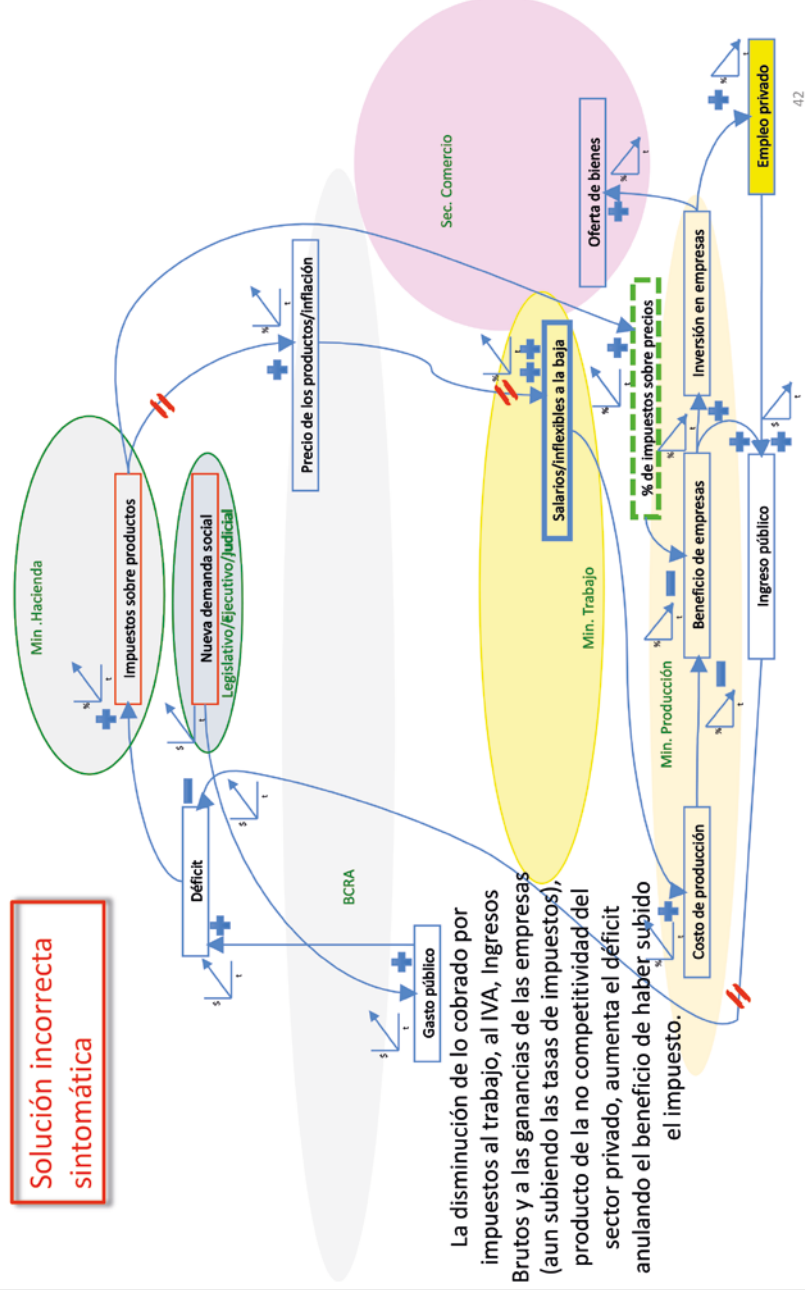 Solución incorrecta
sintomática
Min .Hacienda
Impuestos sobre productos
Nueva demanda social
Legislativo/Ejecutivo/Judicial
Déficit
Gasto público
BCRA
Precio de los productos/inflación
Sec. Comercio
Oferta de bienes
Salarios/inflexibles a la baja
Min. Trabajo
% de impuestos sobre precios
Min. Producción
Costo de producción
Beneficio de empresas
Inversión en empresas
Ingreso público
Empleo privado
La disminución de lo cobrado por
impuestos al trabajo, al IVA, Ingresos
Brutos y a las ganancias de las empresas
(aun subiendo las tasas de impuestos),
producto de la no competitividad del
sector privado, aumenta el déficit
anulando el beneficio de haber subido
el impuesto.
%
t
%
t
$
t
$
t
$
t
$
t
%
t
%
t
%
t
%
t
%
t
%
t
%
t
%
t
%
t
$
t
42